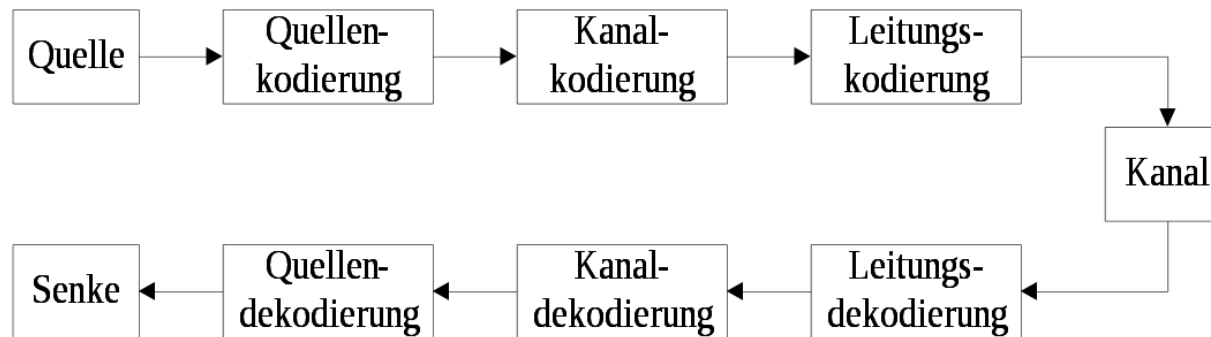 Quelle
Quellen-
kodierung
Kanal-
kodierung
Leitungs-
kodierung
Kanal
Senke
Quellen-
dekodierung
Kanal-
dekodierung
Leitungs-
dekodierung